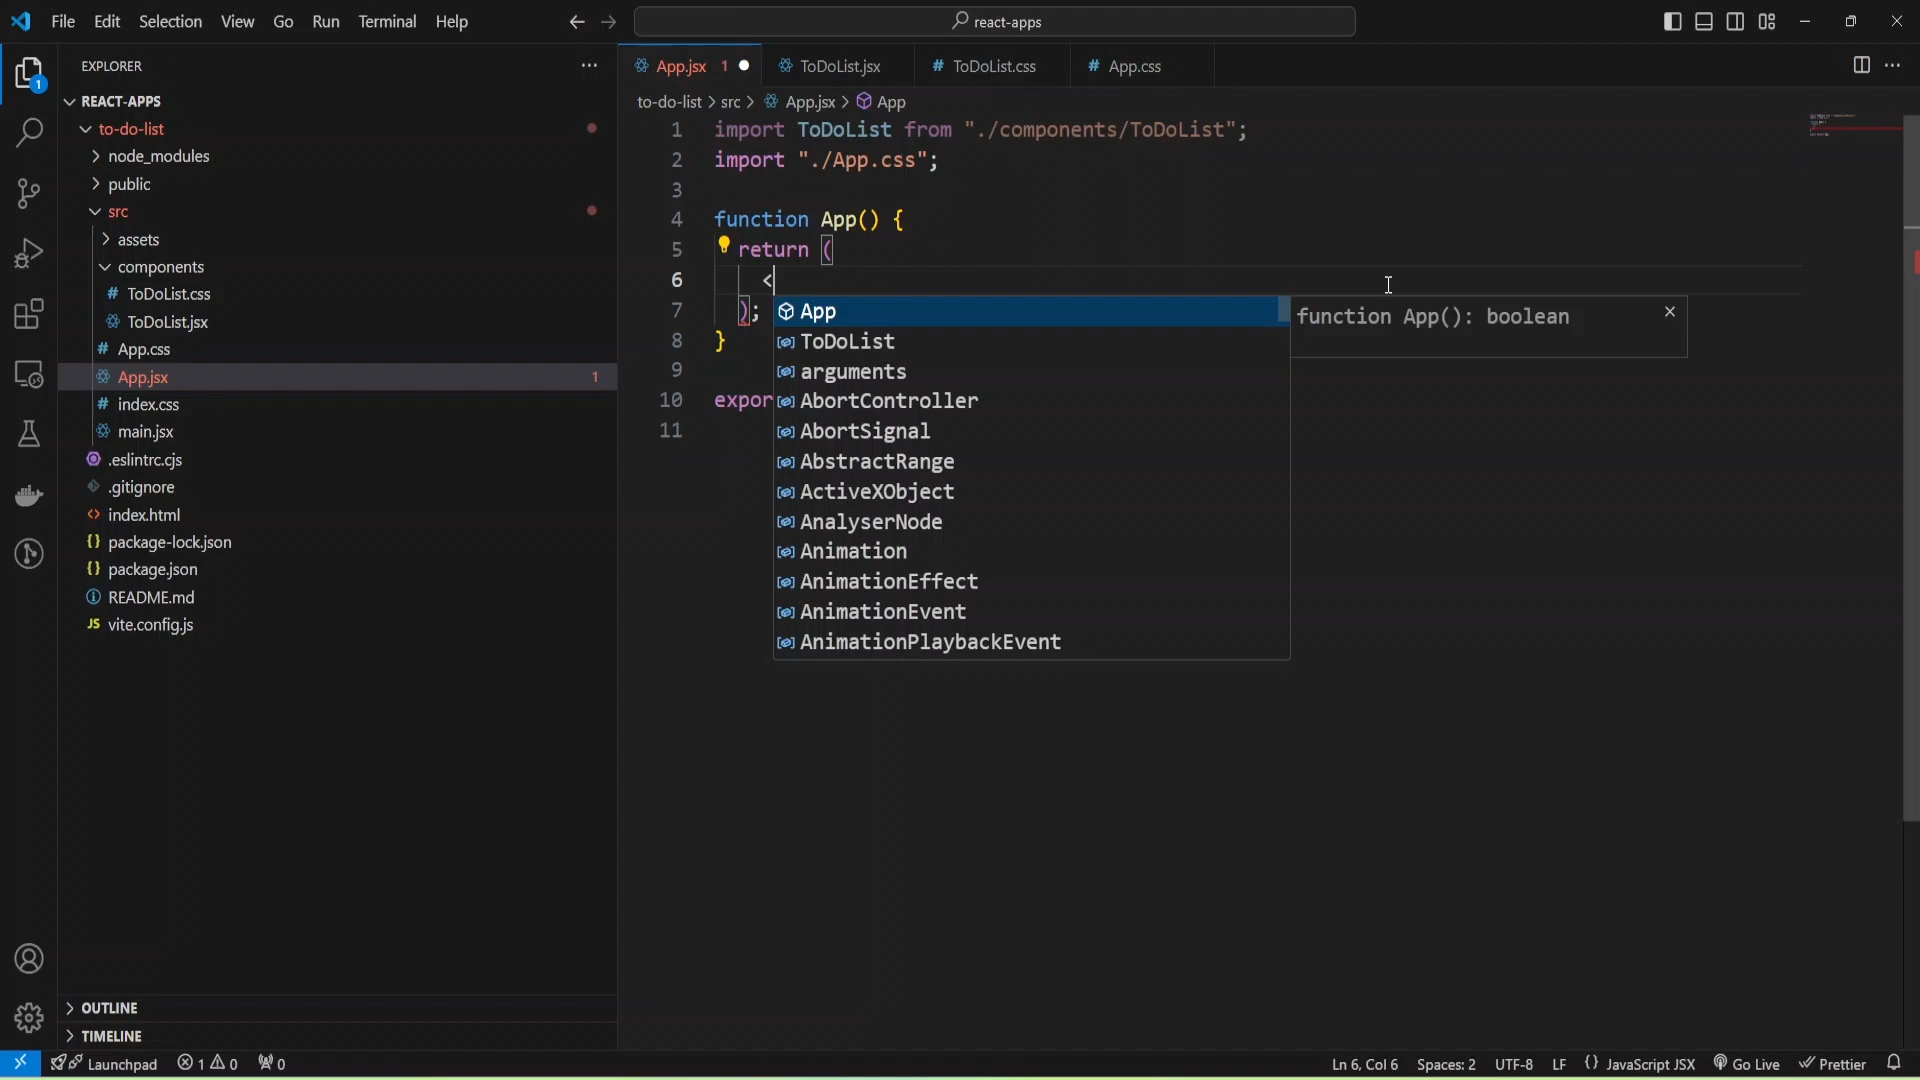 File Edit Selection View Go Run Terminal Help
react-apps
EXPLORER
1
REACT-APPS
to-do-list
node_modules
public
src
assets
components
# ToDoList.css
ToDoList.jsx
# App.css
App.jsx 1
# index.css
main.jsx
.eslintrc.cjs
.gitignore
<> index.html
{} package-lock.json
{} package.json
README.md
JS vite.config.js
OUTLINE
TIMELINE
App.jsx 1 ToDoList.jsx # ToDoList.css # App.css
to-do-list > src > App.jsx > App
1 import ToDoList from "./components/ToDoList";
2 import "./App.css";
3
4 function App() {
5 return (
6 <
7 );
8 }
9
10 expor
11
App
ToDoList
arguments
AbortController
AbortSignal
AbstractRange
ActiveXObject
AnalyserNode
Animation
AnimationEffect
AnimationEvent
AnimationPlaybackEvent
function App(): boolean
Launchpad 1 0 0 Ln 6, Col 6 Spaces: 2 UTF-8 LF {} JavaScript JSX Go Live Prettier